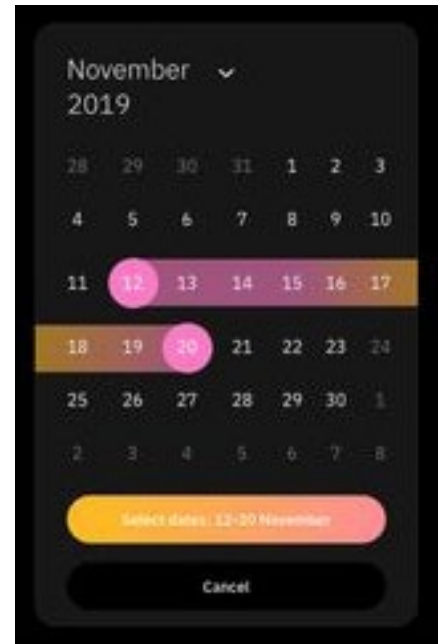 November
2019
28 29 30 31 1 2 3
4 5 6 7 8 9 10
11 12 13 14 15 16 17
18 19 20 21 22 23 24
25 26 27 28 29 30 1
2 3 4 5 6 7 8
Select dates: 12-20 November
Cancel